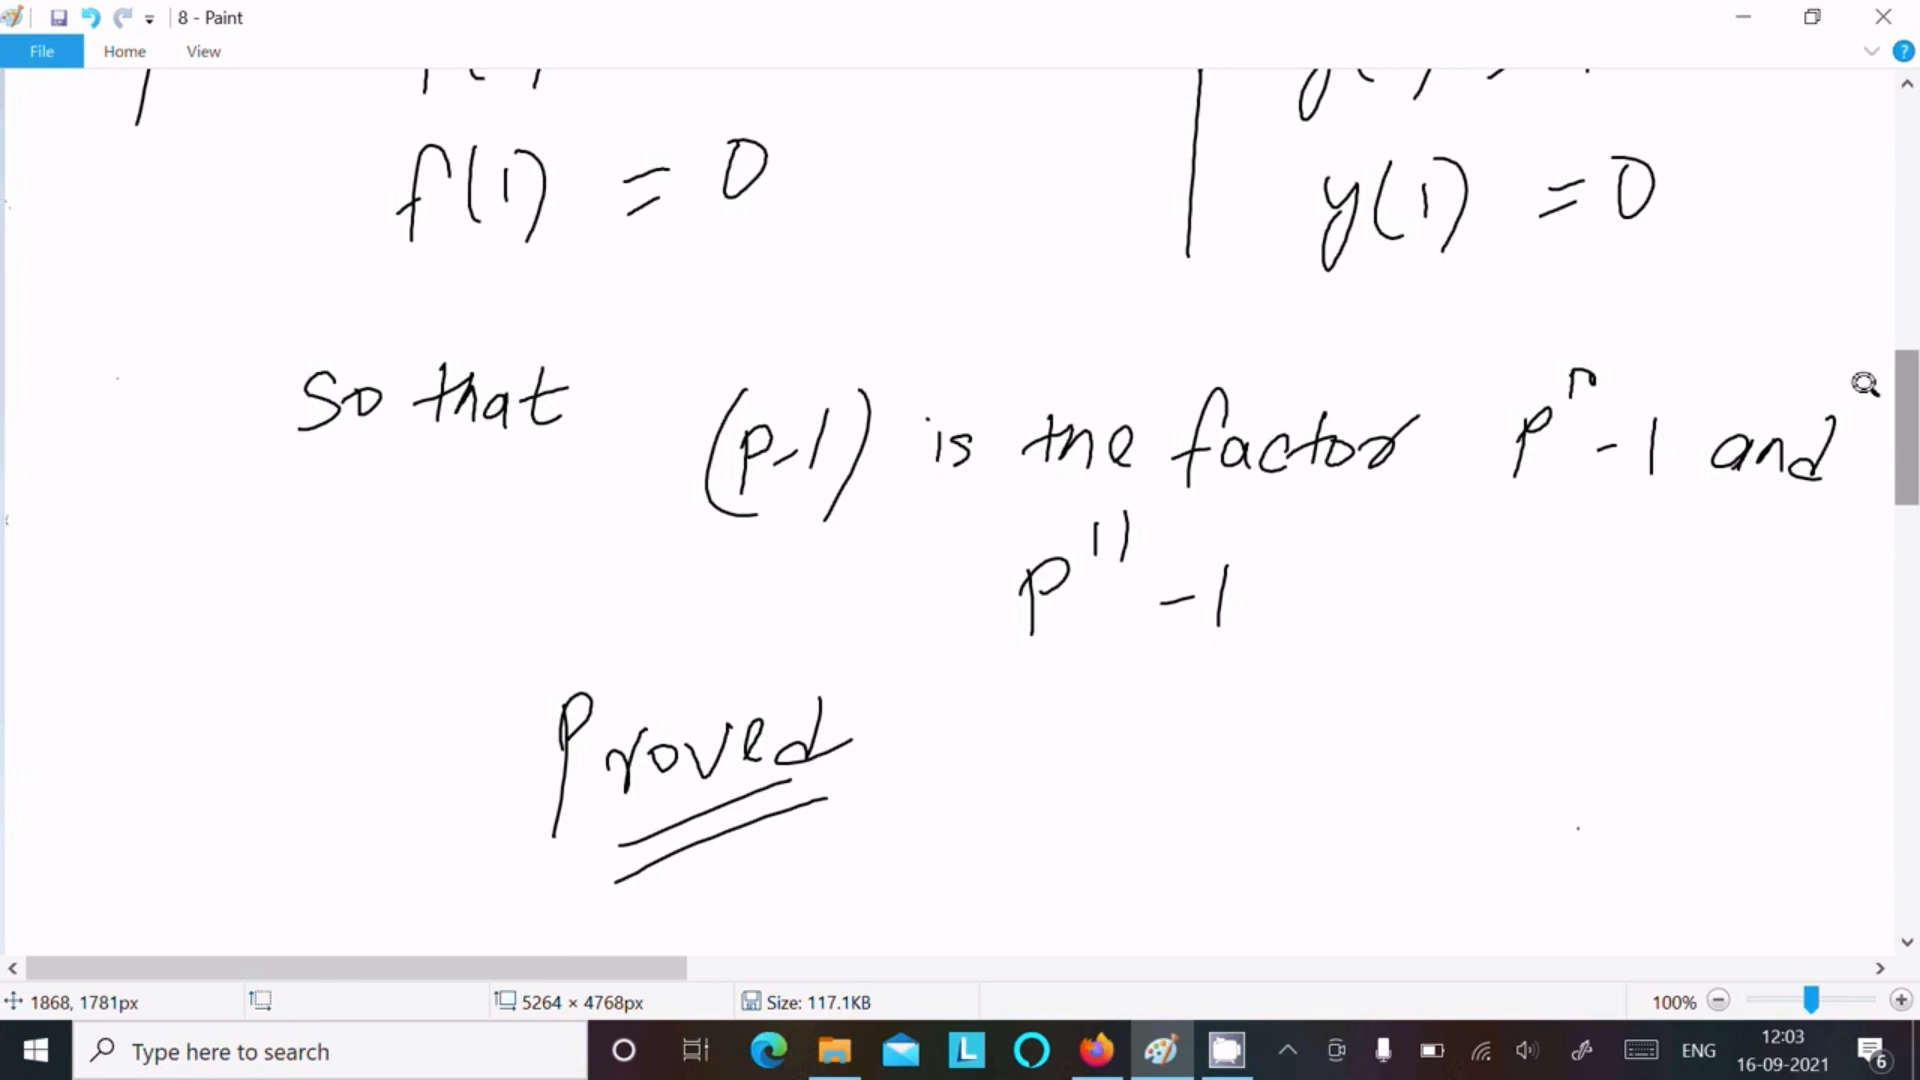 8 - Paint
File Home View
f(1) = 0
y(1) = 0
So that (p-1) is the factor p^n - 1 and
p^11 - 1
Proved
1868, 1781px
5264 × 4768px
Size: 117.1KB
100%
Type here to search
L
ENG
12:03
16-09-2021
6